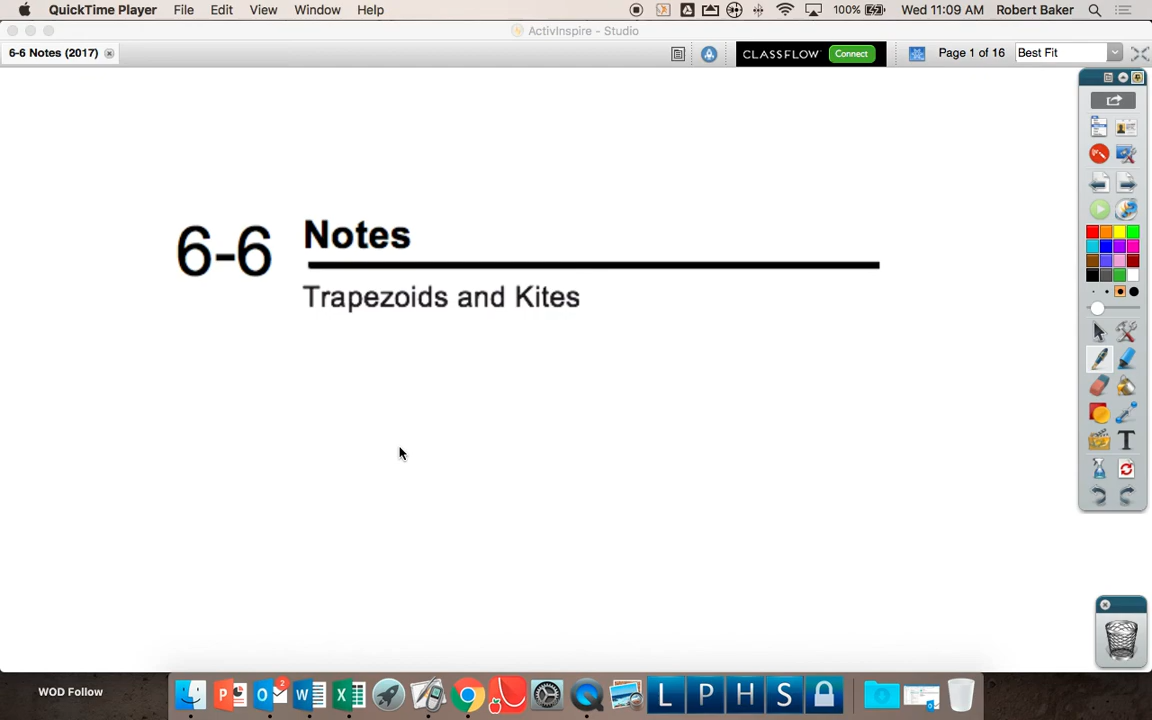 QuickTime Player File Edit View Window Help 100% Wed 11:09 AM Robert Baker
ActivInspire - Studio
6-6 Notes (2017) CLASSFLOW Connect Page 1 of 16 Best Fit
6-6 Notes
Trapezoids and Kites
T
2
P O W X L P H S
WOD Follow